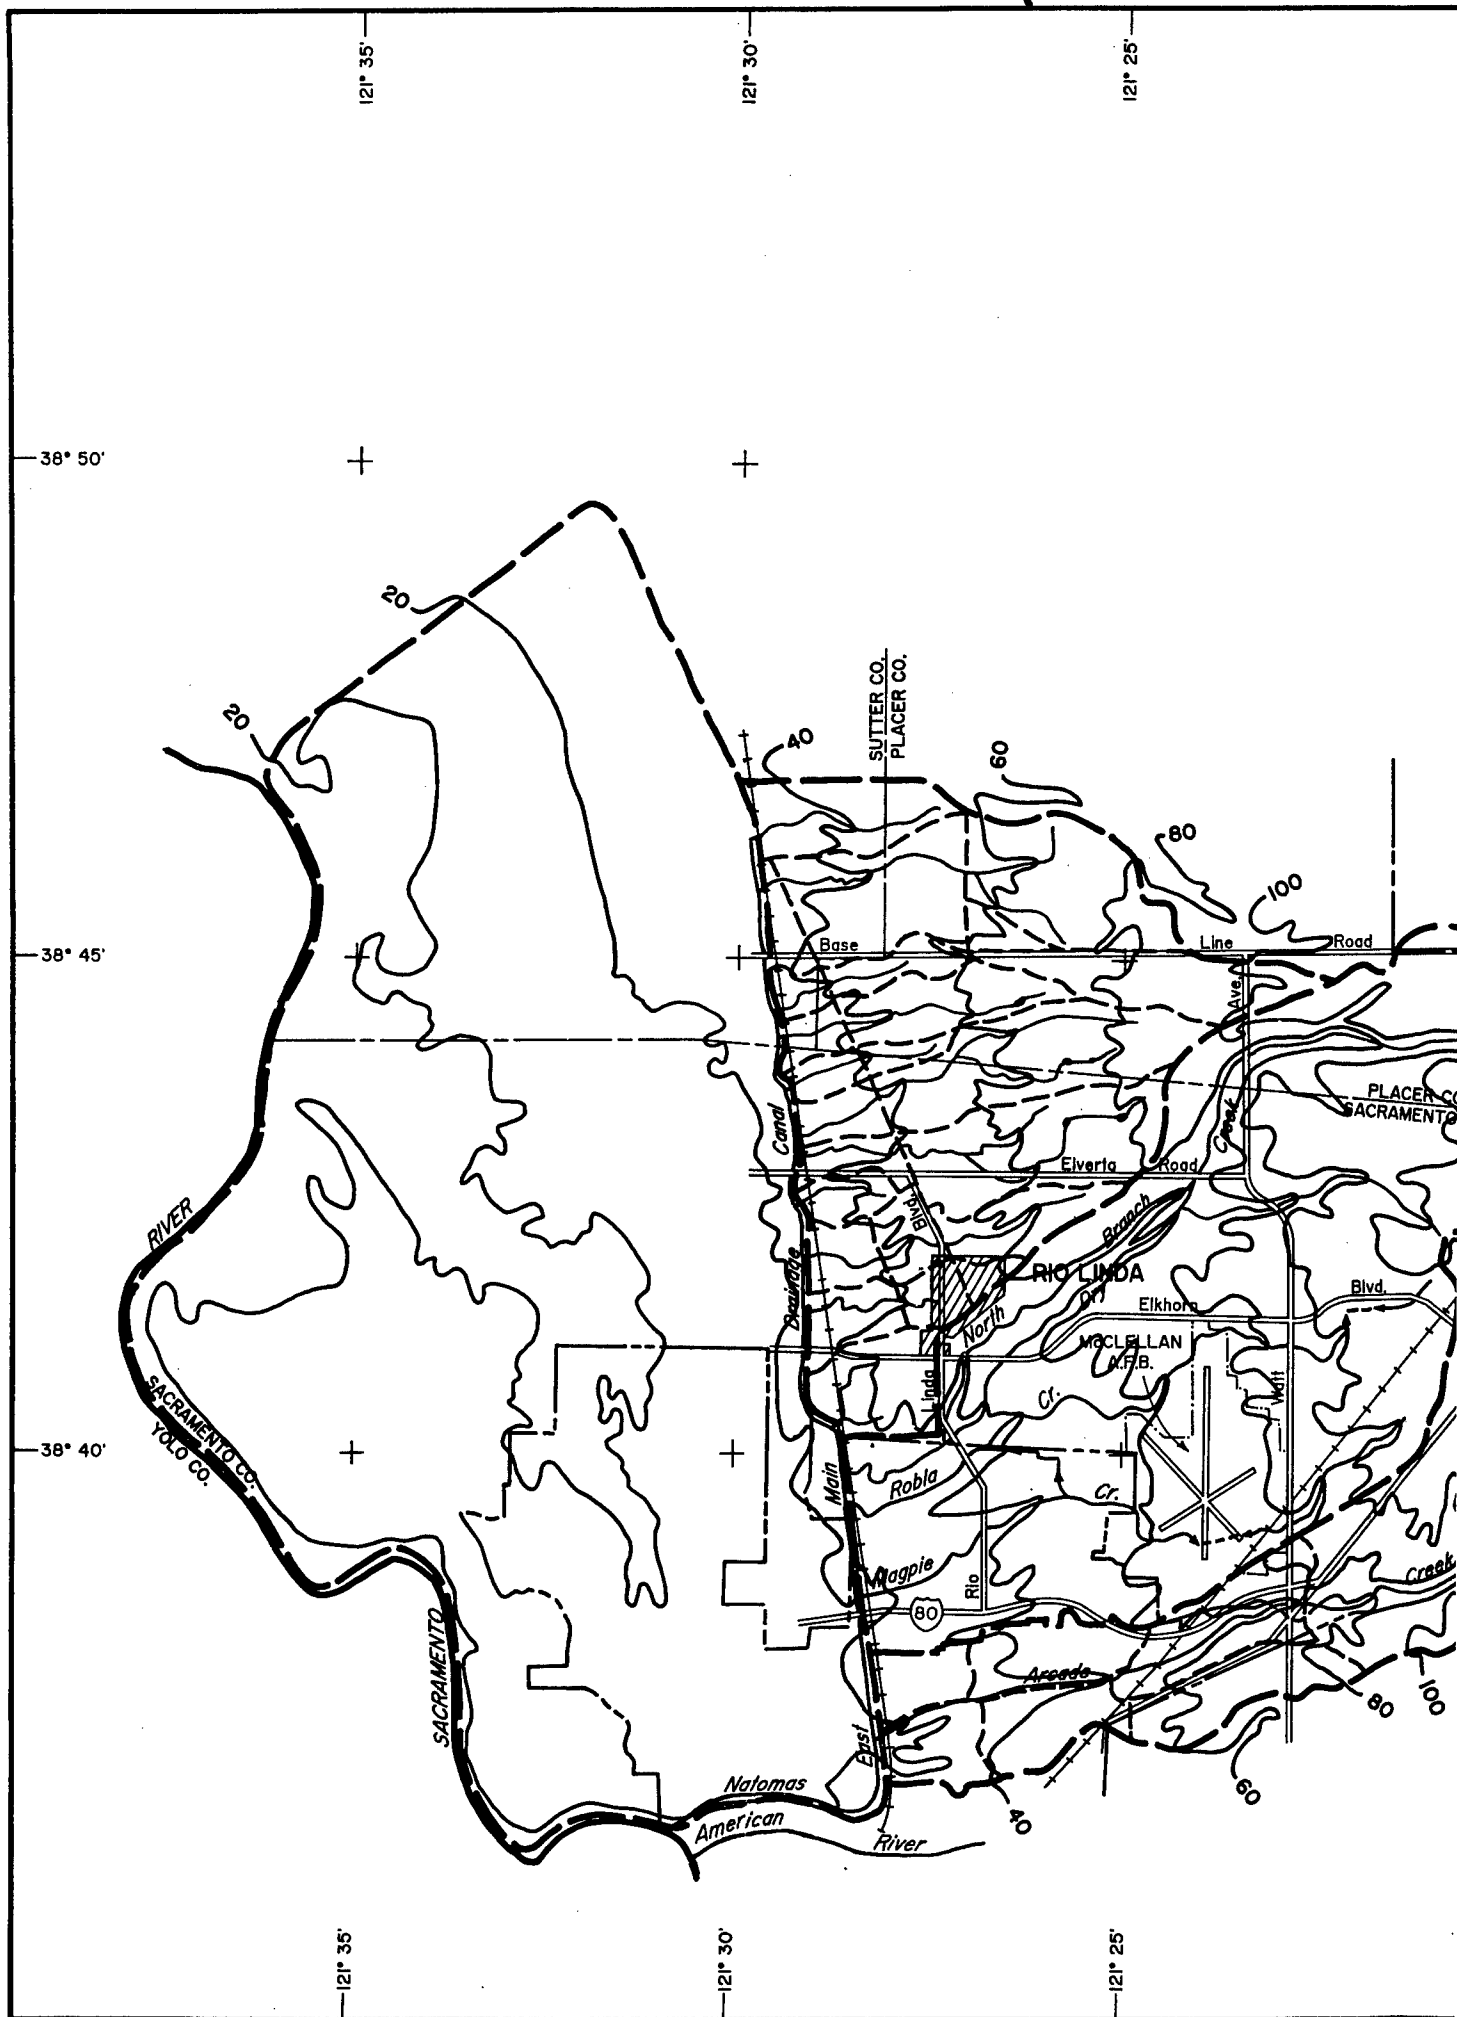 121° 35'
121° 30'
121° 25'
38° 50'
20
20
SUTTER CO.
PLACER CO.
40
60
80
100
38° 45'
Base
Line
Road
Ave.
PLACER CO
SACRAMENTO
Canal
Creek
Elverta
Road
Blvd.
Branch
RIVER
Drainage
RIO LINDA
Dry
North
Elkhorn
Blvd.
McCLELLAN
A.F.B.
Linda
Cr.
Watt
SACRAMENTO CO.
YOLO CO.
38° 40'
Main
Robla
Cr.
Magpie
Rio
80
Creek
SACRAMENTO
Arcade
80
100
East
60
40
Natomas
American
River
121° 35'
121° 30'
121° 25'